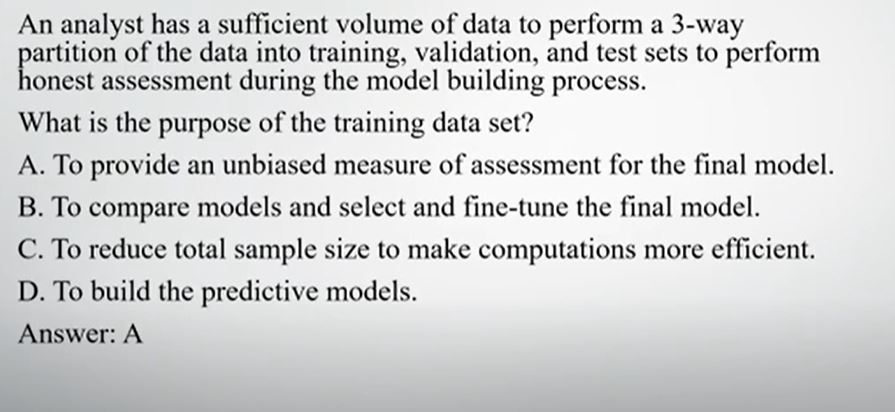 An analyst has a sufficient volume of data to perform a 3-way
partition of the data into training, validation, and test sets to perform
honest assessment during the model building process.
What is the purpose of the training data set?
A. To provide an unbiased measure of assessment for the final model.
B. To compare models and select and fine-tune the final model.
C. To reduce total sample size to make computations more efficient.
D. To build the predictive models.
Answer: A